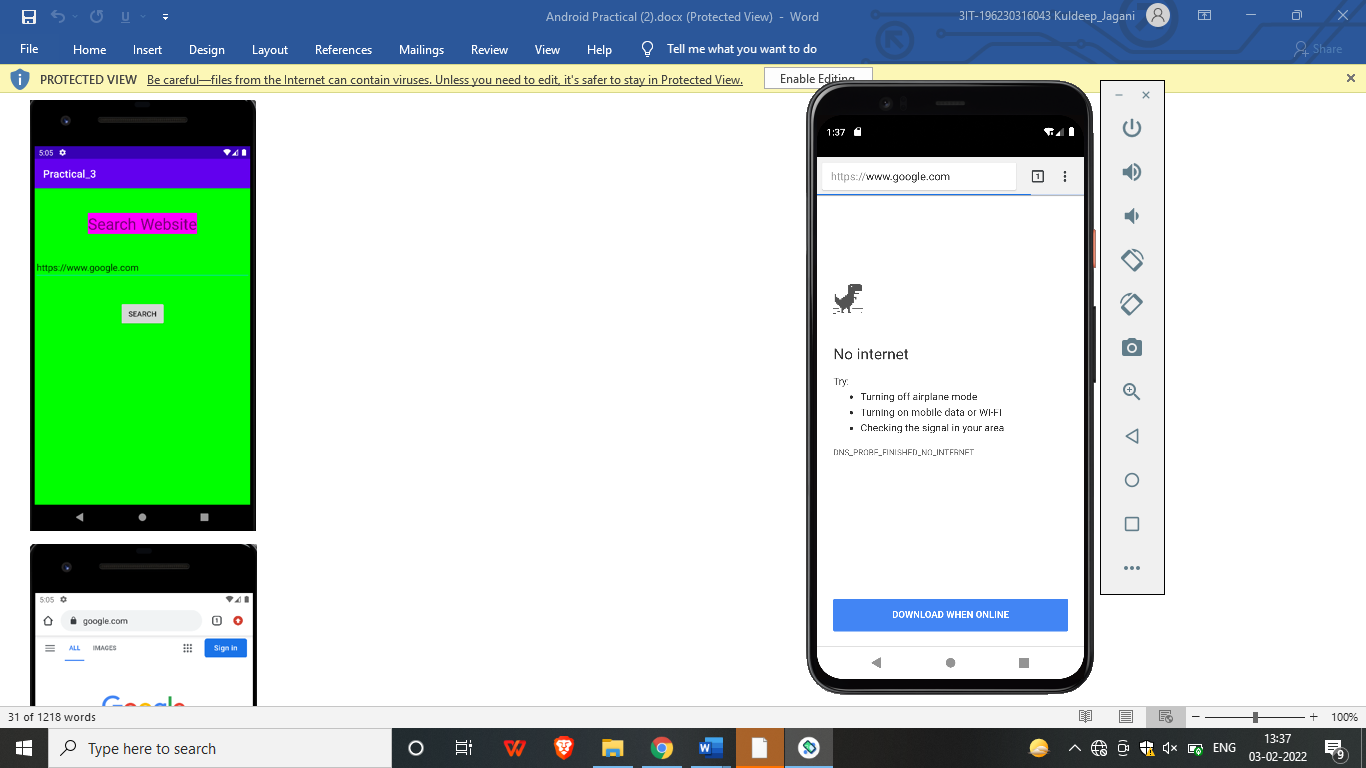 Android Practical (2).docx (Protected View) - Word
3IT-196230316043 Kuldeep_Jagani
File Home Insert Design Layout References Mailings Review View Help Tell me what you want to do Share
PROTECTED VIEW Be careful—files from the Internet can contain viruses. Unless you need to edit, it's safer to stay in Protected View. Enable Editing
5:05
Practical_3
Search Website
https://www.google.com
SEARCH
5:05
google.com 1
ALL IMAGES Sign in
Google
1:37
https://www.google.com 1
No internet
Try:
• Turning off airplane mode
• Turning on mobile data or Wi-Fi
• Checking the signal in your area
DNS_PROBE_FINISHED_NO_INTERNET
DOWNLOAD WHEN ONLINE
31 of 1218 words
100%
Type here to search
ENG
13:37
03-02-2022
9